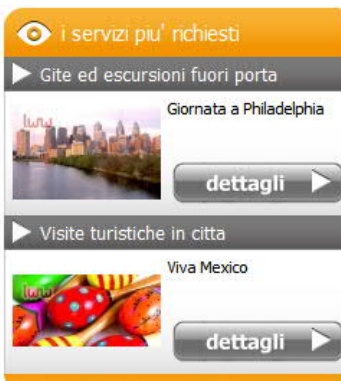 i servizi piu' richiesti
Gite ed escursioni fuori porta
Giornata a Philadelphia
dettagli
Visite turistiche in citta
Viva Mexico
dettagli